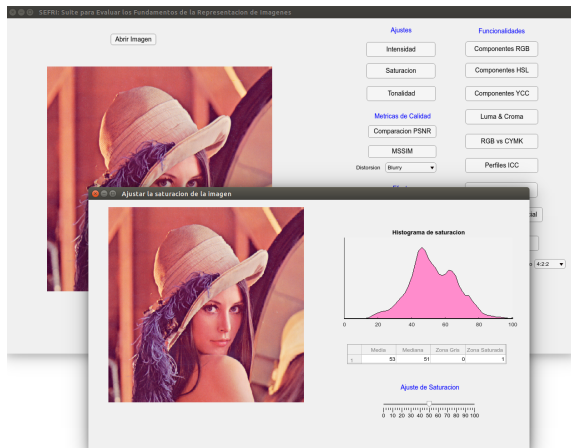 SEFRI: Suite para Evaluar los Fundamentos de la Representacion de Imagenes
Abrir Imagen
Ajustes
Intensidad
Saturacion
Tonalidad
Metricas de Calidad
Comparacion PSNR
MSSIM
Distorsion Blurry
Funcionalidades
Componentes RGB
Componentes HSL
Componentes YCC
Luma & Croma
RGB vs CYMK
Perfiles ICC
4:2:2
Ajustar la saturacion de la imagen
Histograma de saturacion
0 20 40 60 80 100
Media Mediana Zona Gris Zona Saturada
1 53 51 0 1
Ajuste de Saturacion
0 10 20 30 40 50 60 70 80 90 100